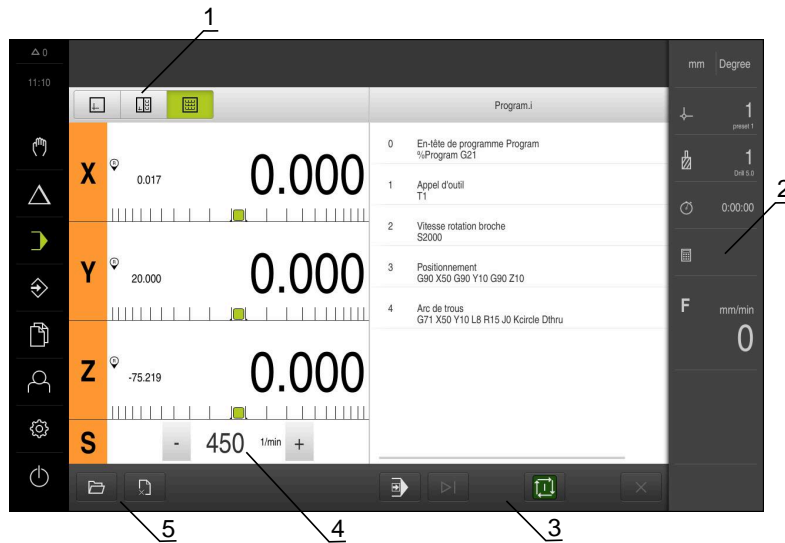 1
0
11:10
mm Degree
Program.i
1
preset 1
1
Drill 5.0
0:00:00
2
F mm/min
0
X R 0.017 0.000
Y R 20.000 0.000
Z R -75.219 0.000
S - 450 1/min +
0 En-tête de programme Program
%Program G21
1 Appel d'outil
T1
2 Vitesse rotation broche
S2000
3 Positionnement
G90 X50 G90 Y10 G90 Z10
4 Arc de trous
G71 X50 Y10 L8 R15 J0 Kcircle Dthru
5
4
3